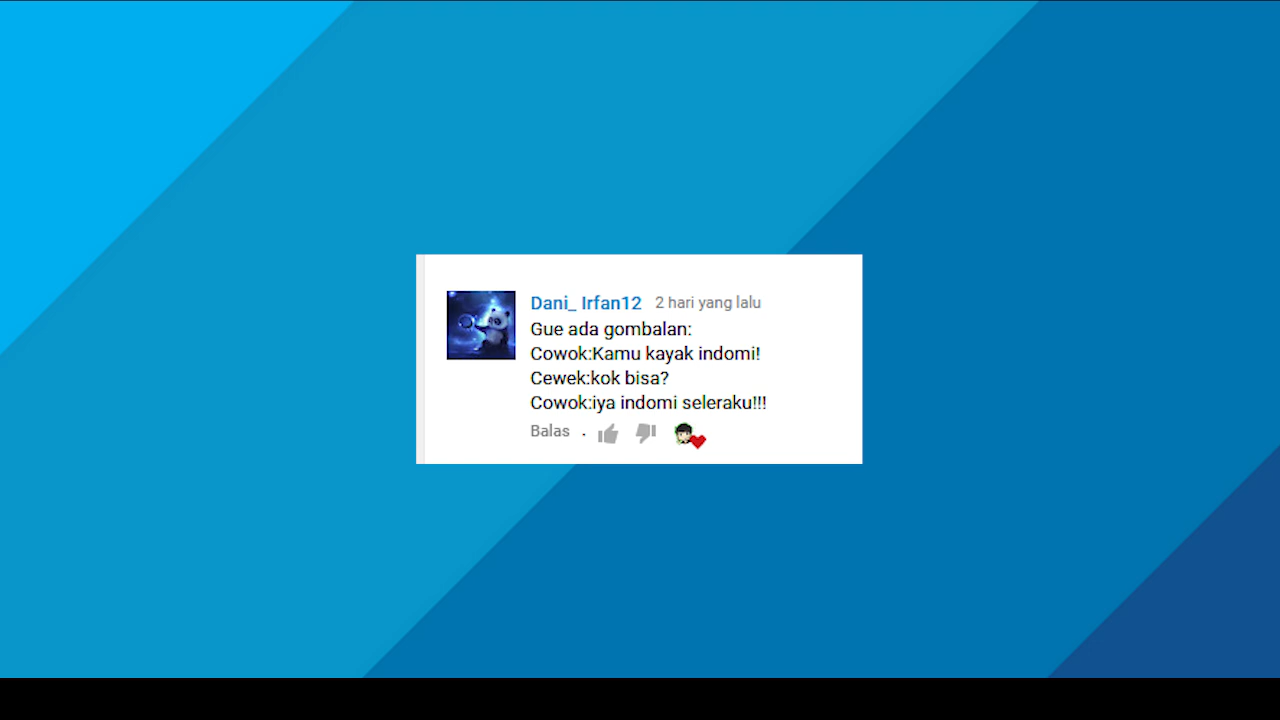 Dani_ Irfan12 2 hari yang lalu
Gue ada gombalan:
Cowok:Kamu kayak indomi!
Cewek:kok bisa?
Cowok:iya indomi seleraku!!!
Balas .